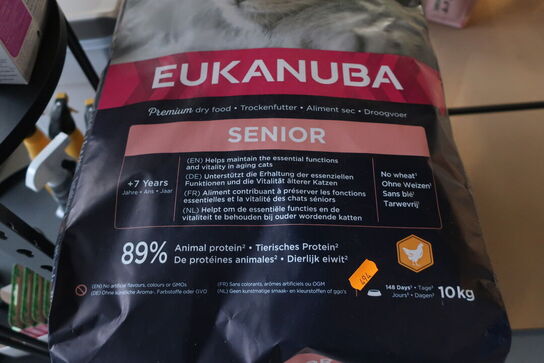 EUKANUBA
Premium dry food • Trockenfutter • Aliment sec • Droogvoer
SENIOR
+7 Years
Jahre • Ans • Jaar
(EN) Helps maintain the essential functions
and vitality in aging cats
(DE) Unterstützt die Erhaltung der essenziellen
Funktionen und die Vitalität älterer Katzen
(FR) Aliment contribuant à préserver les fonctions
essentielles et la vitalité des chats séniors
(NL) Helpt om de essentiële functies en de
vitaliteit te behouden bij ouder wordende katten
No wheat¹
Ohne Weizen¹
Sans blé¹
Tarwevrij¹
89% Animal protein² • Tierisches Protein²
De protéines animales² • Dierlijk eiwit²
(EN) No artificial flavours, colours or GMOs
(DE) Ohne künstliche Aroma-, Farbstoffe oder GVO
(FR) Sans colorants, arômes artificiels ou OGM
(NL) Geen kunstmatige smaak- en kleurstoffen of ggo's
148 Days³ • Tage³
Jours³ • Dagen³
10kg